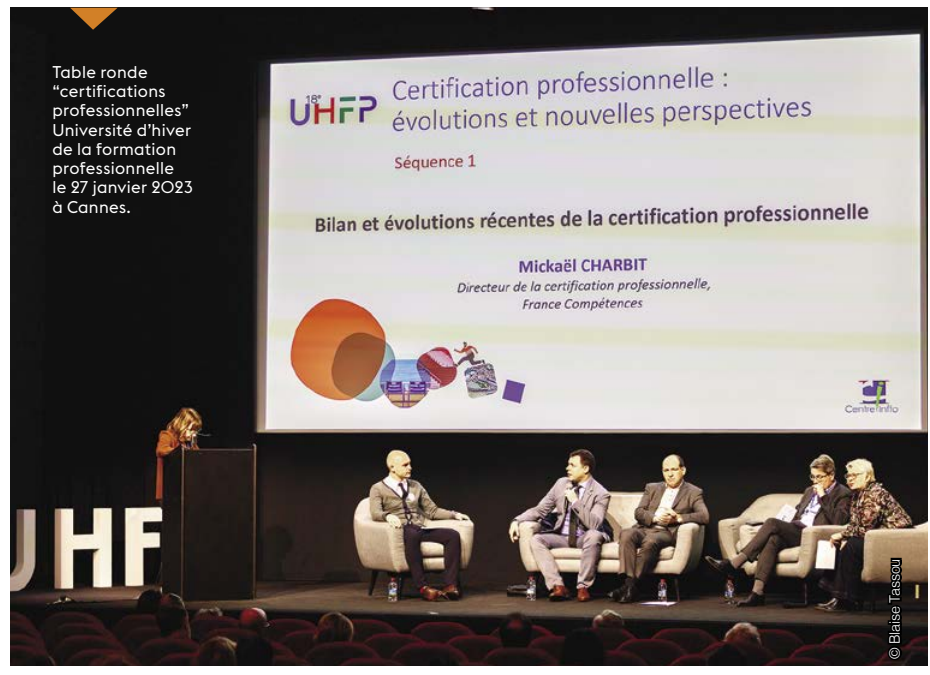 Table ronde
“certifications
professionnelles”
Université d’hiver
de la formation
professionnelle
le 27 janvier 2023
à Cannes.
18e
UHFP
Certification professionnelle :
évolutions et nouvelles perspectives
Séquence 1
Bilan et évolutions récentes de la certification professionnelle
Mickaël CHARBIT
Directeur de la certification professionnelle,
France Compétences
Centre Inffo
UHF
© Blaise Tassou